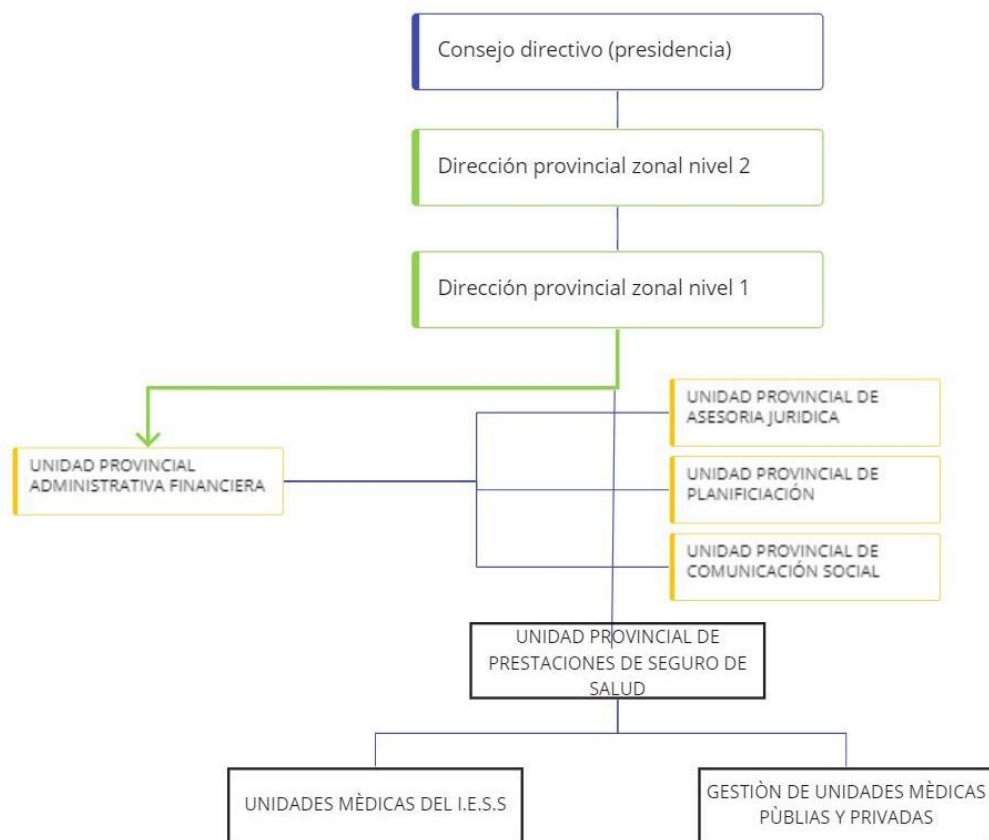 Consejo directivo (presidencia)
Dirección provincial zonal nivel 2
Dirección provincial zonal nivel 1
UNIDAD PROVINCIAL DE
ASESORIA JURIDICA
UNIDAD PROVINCIAL
ADMINISTRATIVA FINANCIERA
UNIDAD PROVINCIAL DE
PLANIFICIACIÓN
UNIDAD PROVINCIAL DE
COMUNICACIÓN SOCIAL
UNIDAD PROVINCIAL DE
PRESTACIONES DE SEGURO DE
SALUD
UNIDADES MÈDICAS DEL I.E.S.S
GESTIÒN DE UNIDADES MÈDICAS
PÙBLIAS Y PRIVADAS